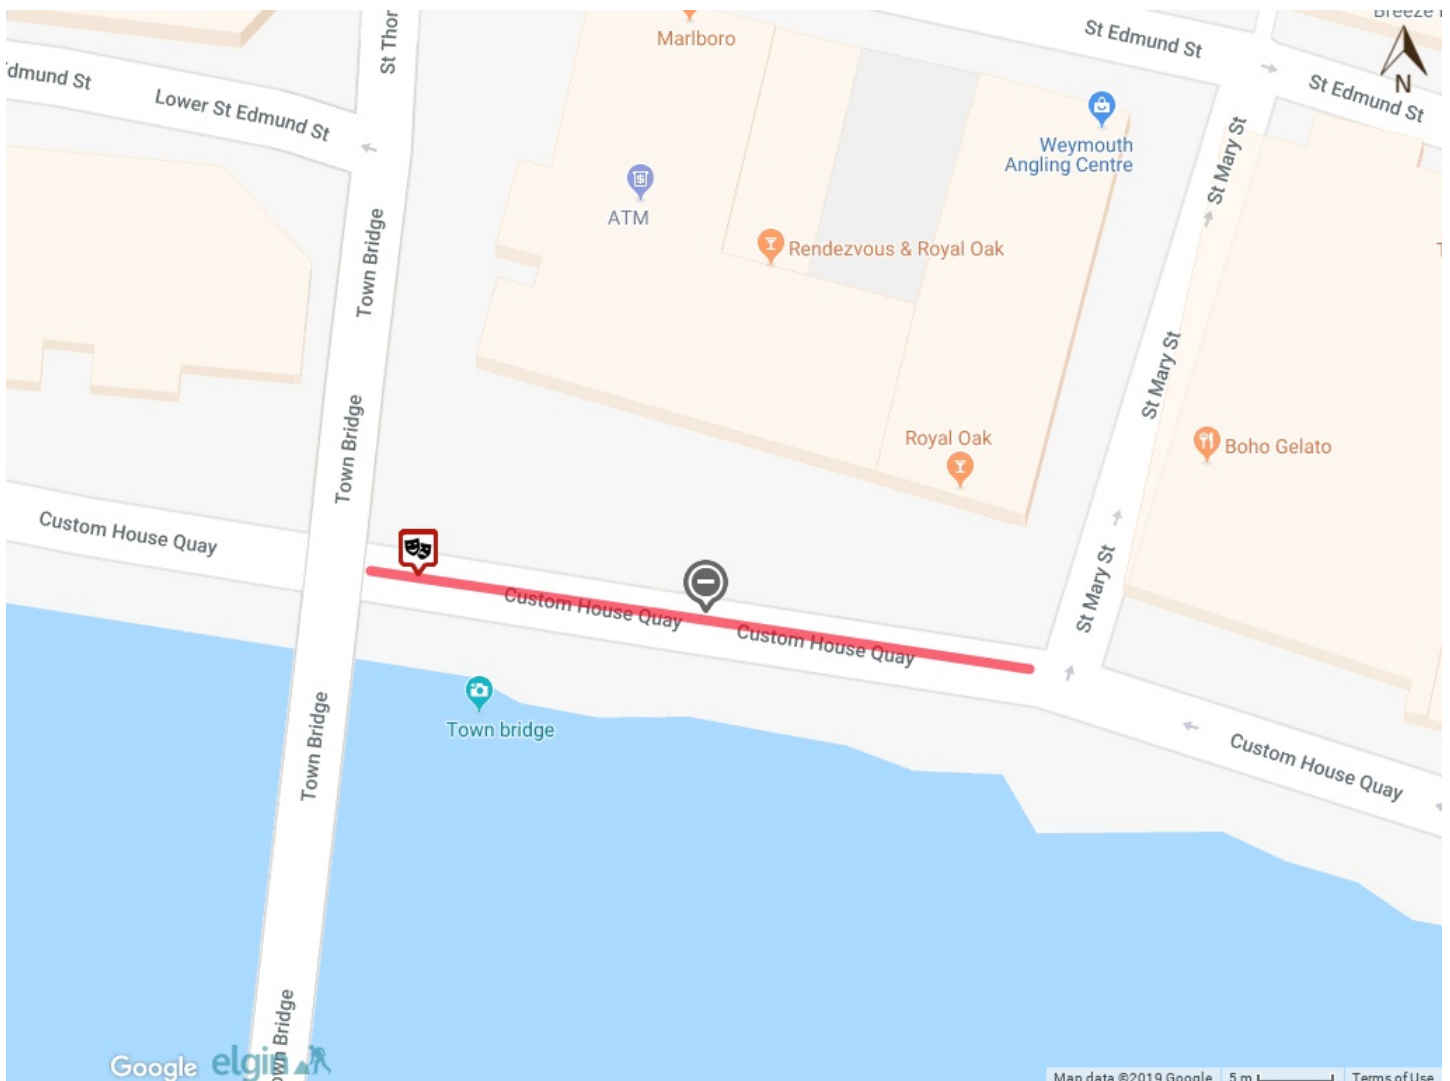 Marlboro
St Edmund St
Breeze
N
St Thor
dmund St
Lower St Edmund St
St Edmund St
Weymouth
Angling Centre
St Mary St
ATM
Rendezvous & Royal Oak
T
Town Bridge
St Mary St
Town Bridge
Royal Oak
Boho Gelato
Custom House Quay
St Mary St
Custom House Quay
Custom House Quay
Town bridge
Town Bridge
Custom House Quay
own Bridge
Google elgin
Map data ©2019 Google 5 m Terms of Use